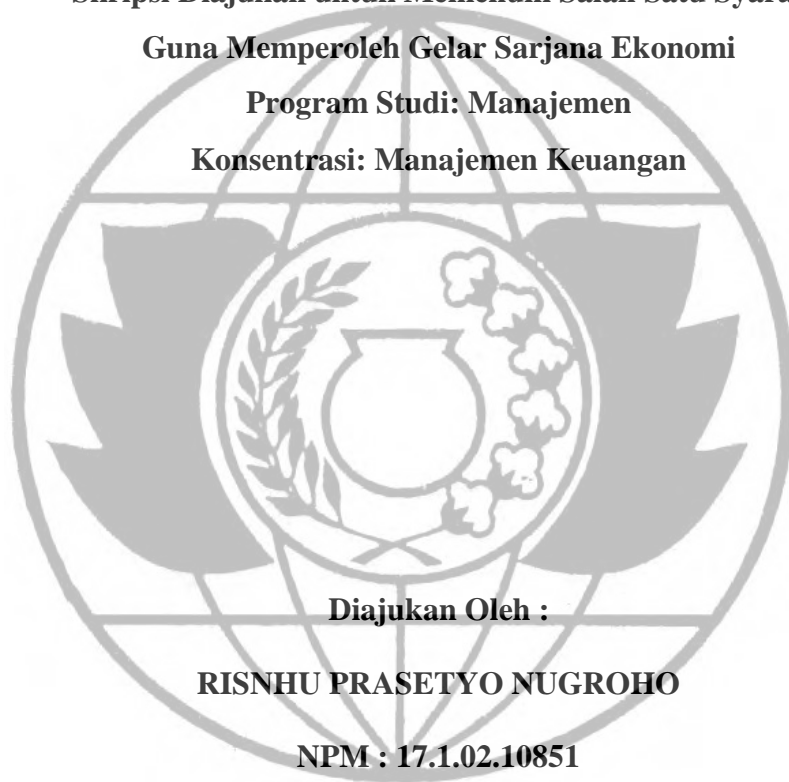 Guna Memperoleh Gelar Sarjana Ekonomi
Program Studi: Manajemen
Konsentrasi: Manajemen Keuangan
Diajukan Oleh :
RISNHU PRASETYO NUGROHO
NPM : 17.1.02.10851